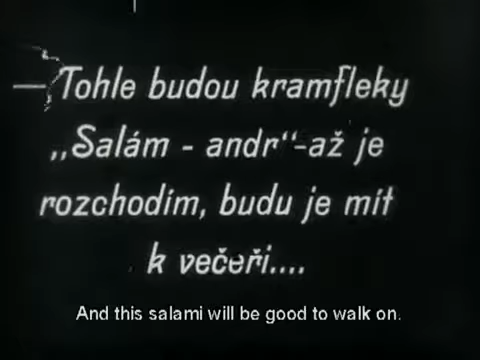 — Tohle budou kramfleky
„Salám - andr“-až je
rozchodím, budu je mít
k večeři....
And this salami will be good to walk on.